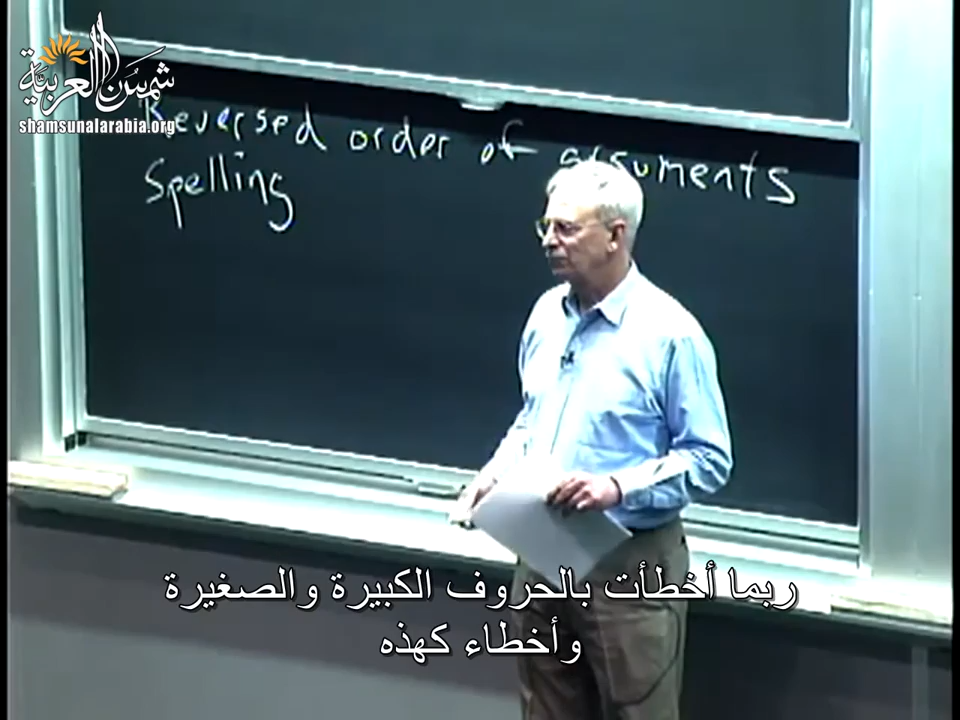 شمس العربية
shamsunalarabia.org
Reversed order of arguments
Spelling
ربما أخطأت بالحروف الكبيرة والصغيرة
وأخطاء كهذه